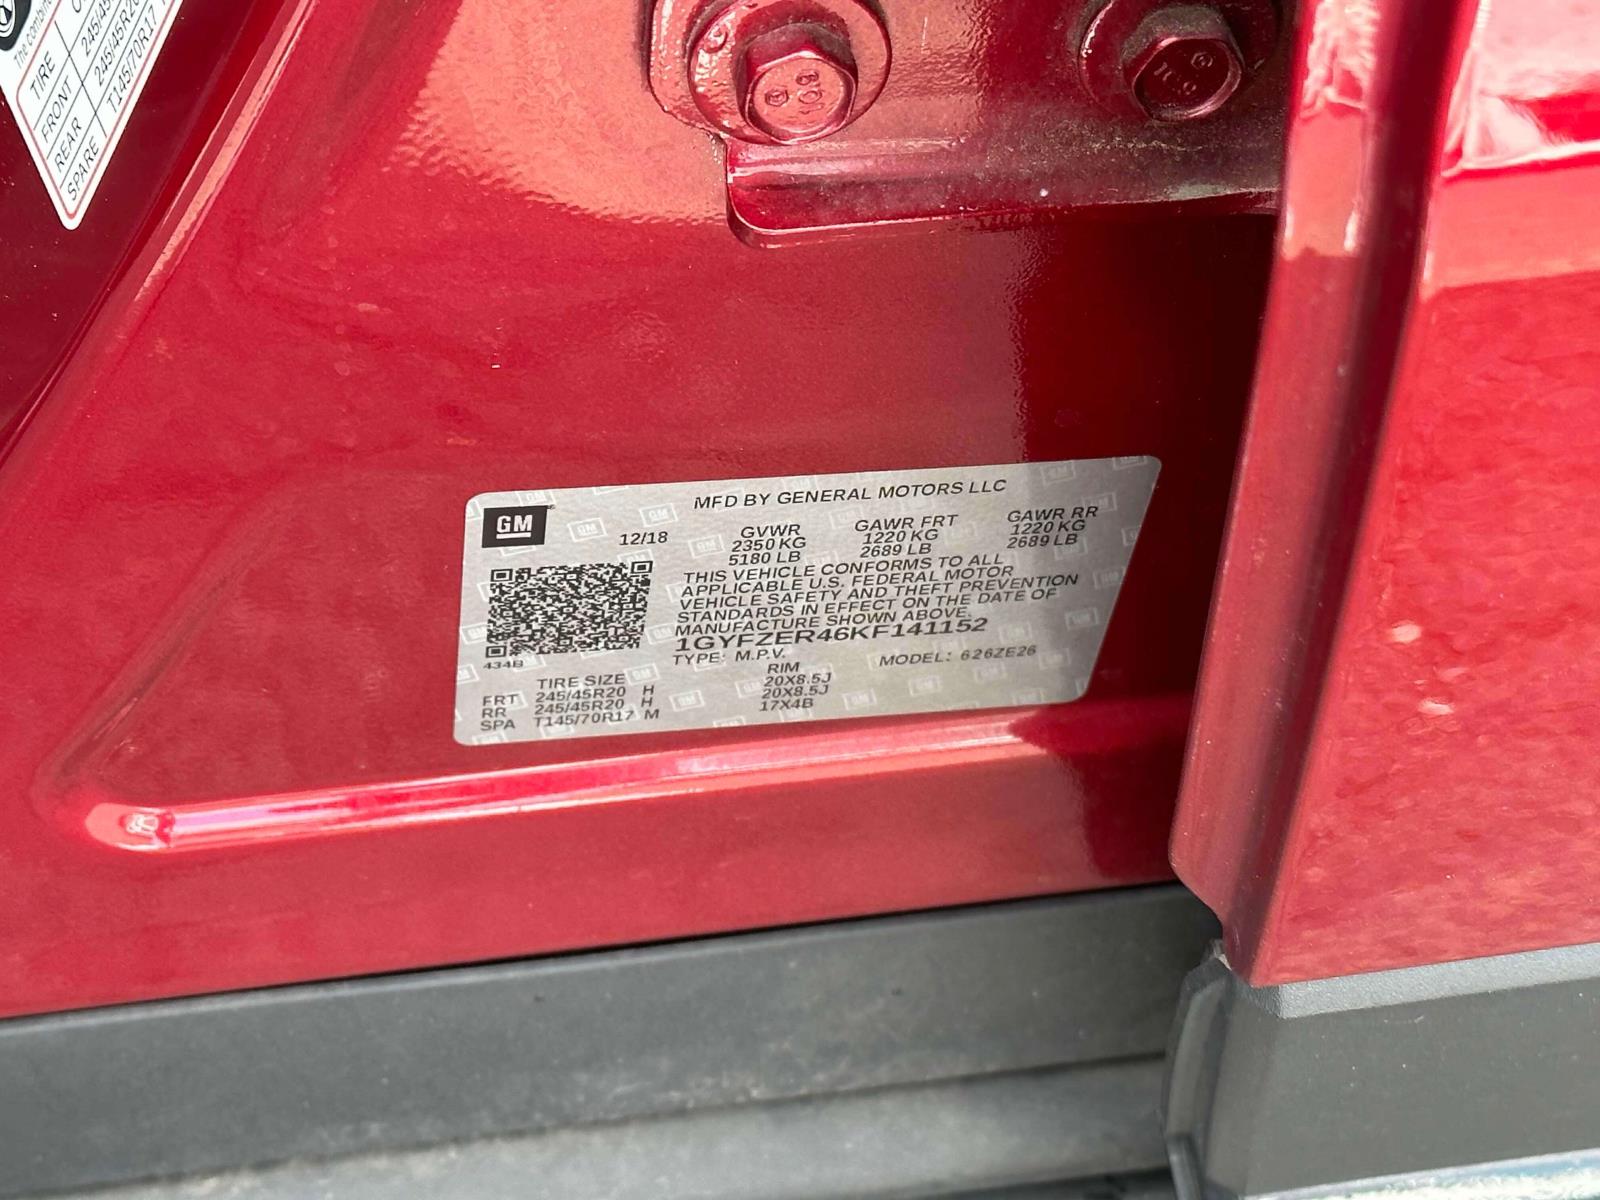 The combined
TIRE
FRONT 245/45R20
REAR 245/45R20
SPARE T145/70R17
MFD BY GENERAL MOTORS LLC
GM
12/18 GVWR GAWR FRT GAWR RR
2350 KG 1220 KG 1220 KG
5180 LB 2689 LB 2689 LB
THIS VEHICLE CONFORMS TO ALL
APPLICABLE U.S. FEDERAL MOTOR
VEHICLE SAFETY AND THEFT PREVENTION
STANDARDS IN EFFECT ON THE DATE OF
MANUFACTURE SHOWN ABOVE.
1GYFZER46KF141152
434B
TYPE: M.P.V. MODEL: 626ZE26
TIRE SIZE RIM
FRT 245/45R20 H 20X8.5J
RR 245/45R20 H 20X8.5J
SPA T145/70R17 M 17X4B